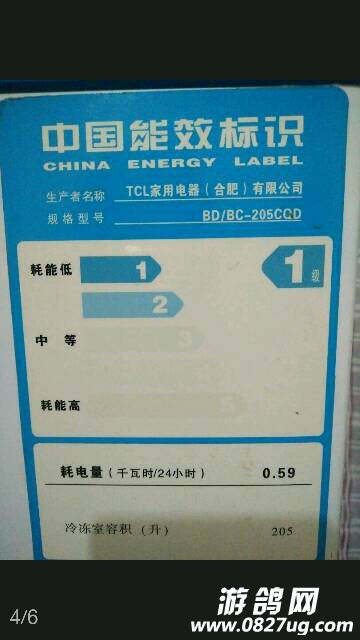 中国能效标识
CHINA ENERGY LABEL
生产者名称 TCL家用电器（合肥）有限公司
规格型号 BD/BC-205CQD
耗能低 1 1级
2
中 等 3
耗能高
耗电量（千瓦时/24小时） 0.59
冷冻室容积（升） 205
4/6
游鸽网
www.0827ug.com